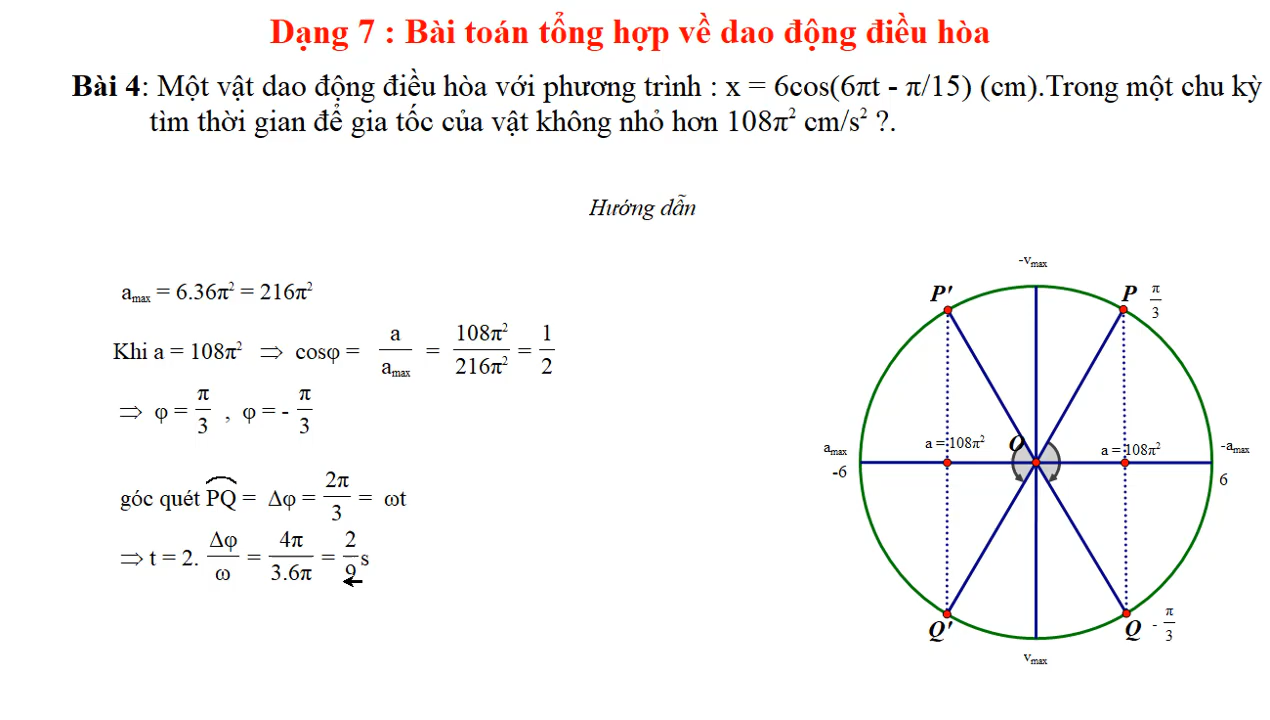 Dạng 7 : Bài toán tổng hợp về dao động điều hòa
Bài 4: Một vật dao động điều hòa với phương trình : x = 6cos(6πt - π/15) (cm).Trong một chu kỳ
tìm thời gian để gia tốc của vật không nhỏ hơn 108π² cm/s² ?.
Hướng dẫn
aₘₐₓ = 6.36π² = 216π²
Khi a = 108π² ⇒ cosφ = a/aₘₐₓ = 108π²/216π² = 1/2
⇒ φ = π/3 , φ = - π/3
góc quét PQ = Δφ = 2π/3 = ωt
⇒ t = 2. Δφ/ω = 4π/3.6π = 2/9 s
-vₘₐₓ
P' P π/3
aₘₐₓ a = 108π² O a = 108π² -aₘₐₓ
-6 6
Q' Q - π/3
vₘₐₓ